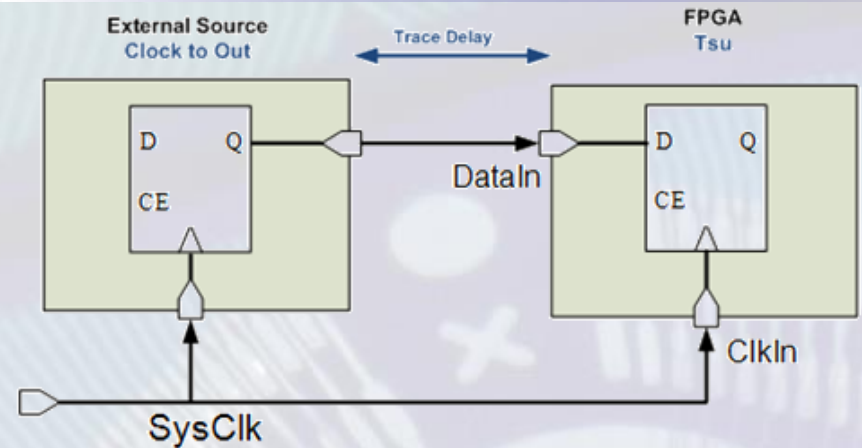 External Source
Clock to Out
Trace Delay
FPGA
Tsu
D Q
CE
DataIn
D Q
CE
ClkIn
SysClk